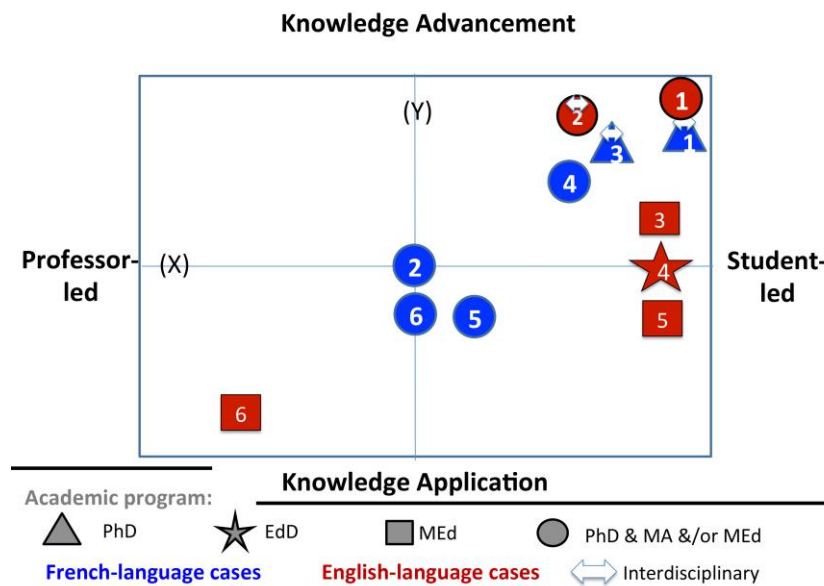 Knowledge Advancement
(Y)
1
2
3
1
4
3
Professor-led
(X)
2
4
Student-led
6
5
5
6
Knowledge Application
Academic program:
PhD
EdD
MEd
PhD & MA &/or MEd
French-language cases
English-language cases
Interdisciplinary